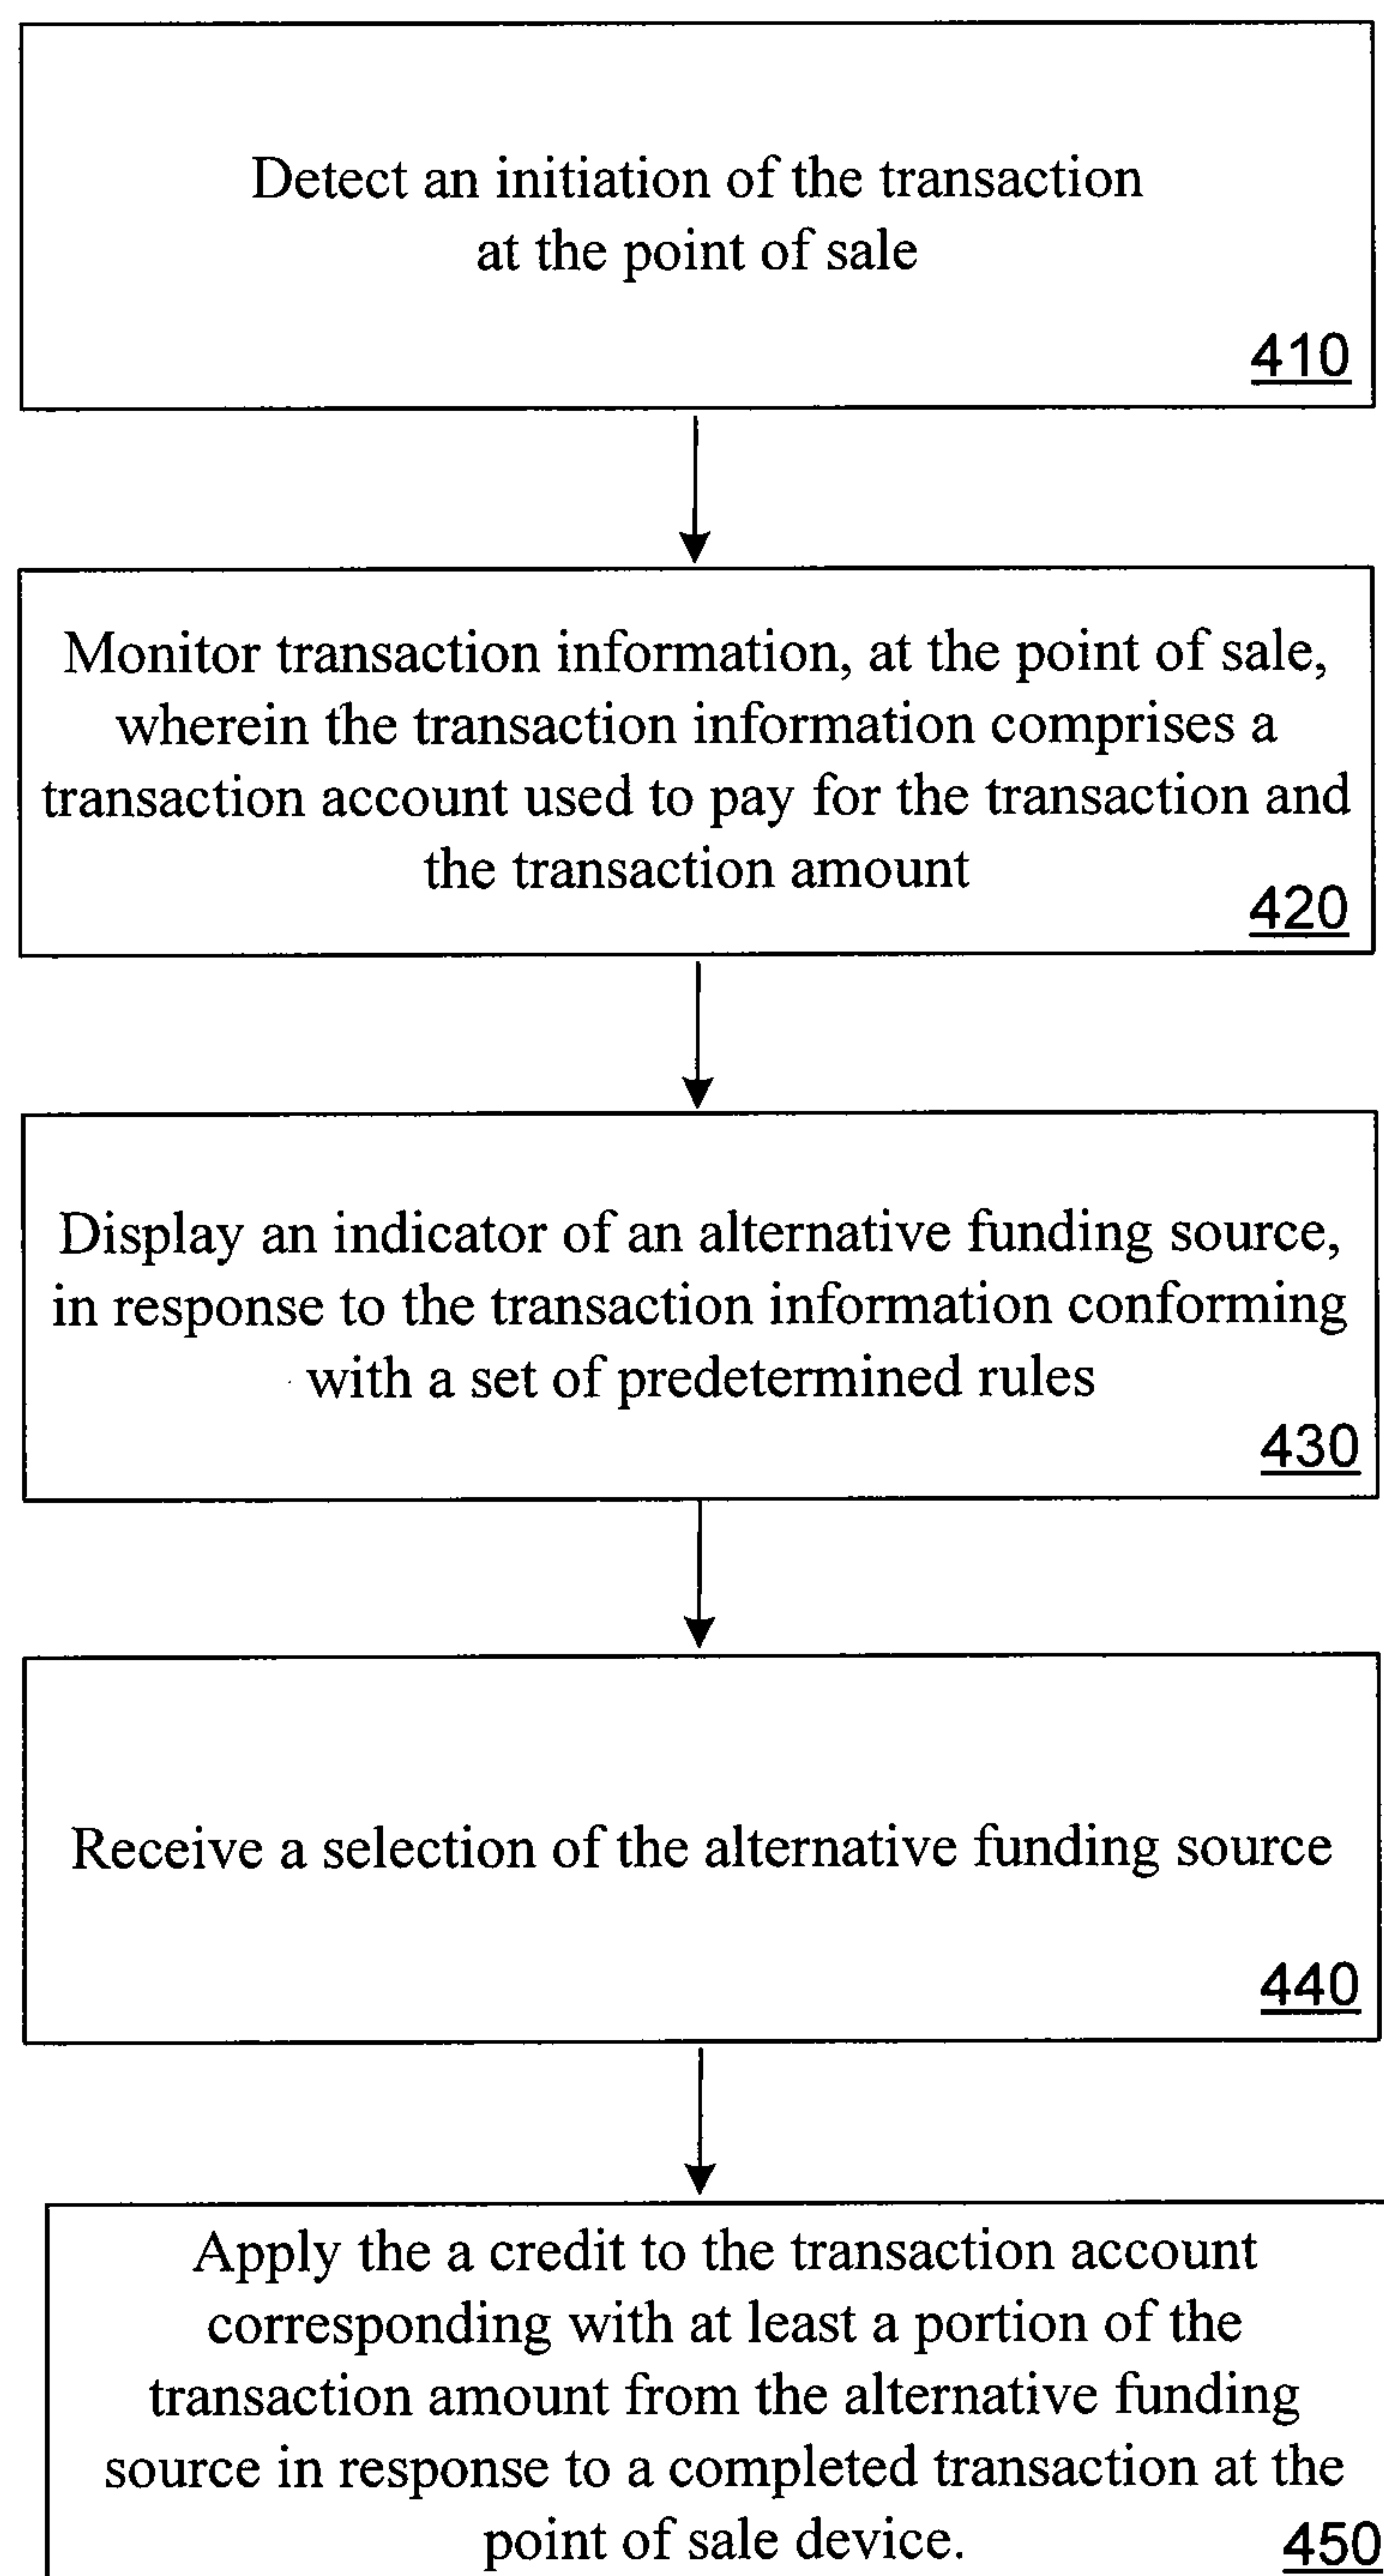 Detect an initiation of the transaction
at the point of sale
410
Monitor transaction information, at the point of sale,
wherein the transaction information comprises a
transaction account used to pay for the transaction and
the transaction amount
420
Display an indicator of an alternative funding source,
in response to the transaction information conforming
with a set of predetermined rules
430
Receive a selection of the alternative funding source
440
Apply the a credit to the transaction account
corresponding with at least a portion of the
transaction amount from the alternative funding
source in response to a completed transaction at the
point of sale device.
450